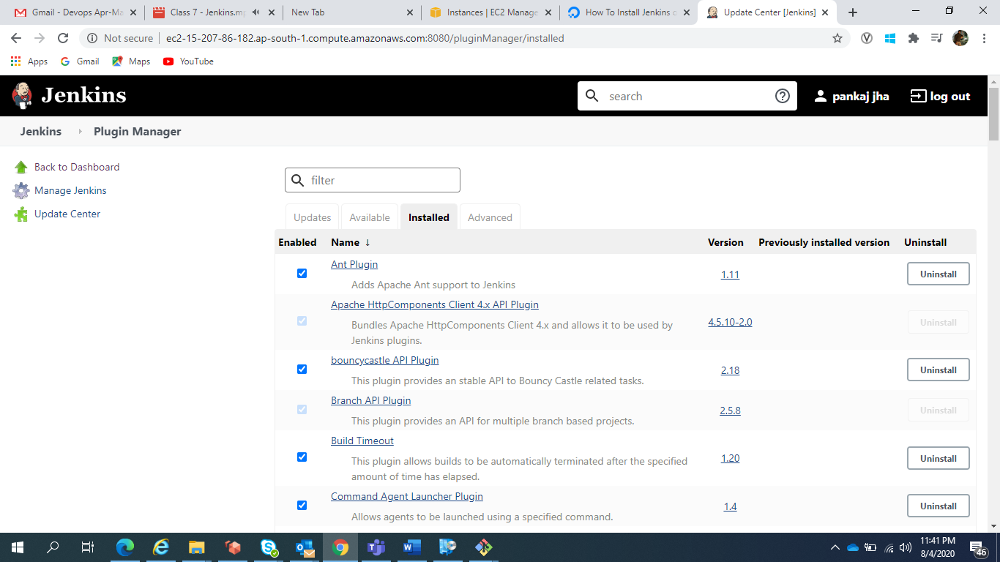 Gmail - Devops Apr-Ma
Class 7 - Jenkins.mp
New Tab
Instances | EC2 Manage
How To Install Jenkins o
Update Center [Jenkins]
Not secure
ec2-15-207-86-182.ap-south-1.compute.amazonaws.com:8080/pluginManager/installed
Apps
Gmail
Maps
YouTube
Jenkins
search
pankaj jha
log out
Jenkins
Plugin Manager
Back to Dashboard
Manage Jenkins
Update Center
filter
Updates
Available
Installed
Advanced
Enabled
Name ↓
Version
Previously installed version
Uninstall
Ant Plugin
Adds Apache Ant support to Jenkins
1.11
Uninstall
Apache HttpComponents Client 4.x API Plugin
Bundles Apache HttpComponents Client 4.x and allows it to be used by
Jenkins plugins.
4.5.10-2.0
Uninstall
bouncycastle API Plugin
This plugin provides an stable API to Bouncy Castle related tasks.
2.18
Uninstall
Branch API Plugin
This plugin provides an API for multiple branch based projects.
2.5.8
Uninstall
Build Timeout
This plugin allows builds to be automatically terminated after the specified
amount of time has elapsed.
1.20
Uninstall
Command Agent Launcher Plugin
Allows agents to be launched using a specified command.
1.4
Uninstall
11:41 PM
8/4/2020
46